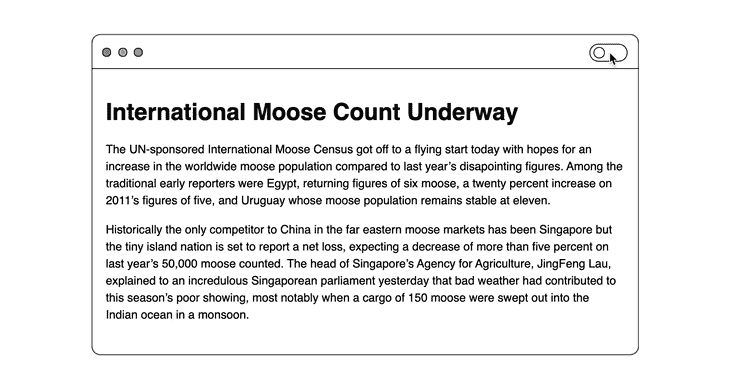 International Moose Count Underway
The UN-sponsored International Moose Census got off to a flying start today with hopes for an
increase in the worldwide moose population compared to last year’s disapointing figures. Among the
traditional early reporters were Egypt, returning figures of six moose, a twenty percent increase on
2011’s figures of five, and Uruguay whose moose population remains stable at eleven.
Historically the only competitor to China in the far eastern moose markets has been Singapore but
the tiny island nation is set to report a net loss, expecting a decrease of more than five percent on
last year’s 50,000 moose counted. The head of Singapore’s Agency for Agriculture, JingFeng Lau,
explained to an incredulous Singaporean parliament yesterday that bad weather had contributed to
this season’s poor showing, most notably when a cargo of 150 moose were swept out into the
Indian ocean in a monsoon.